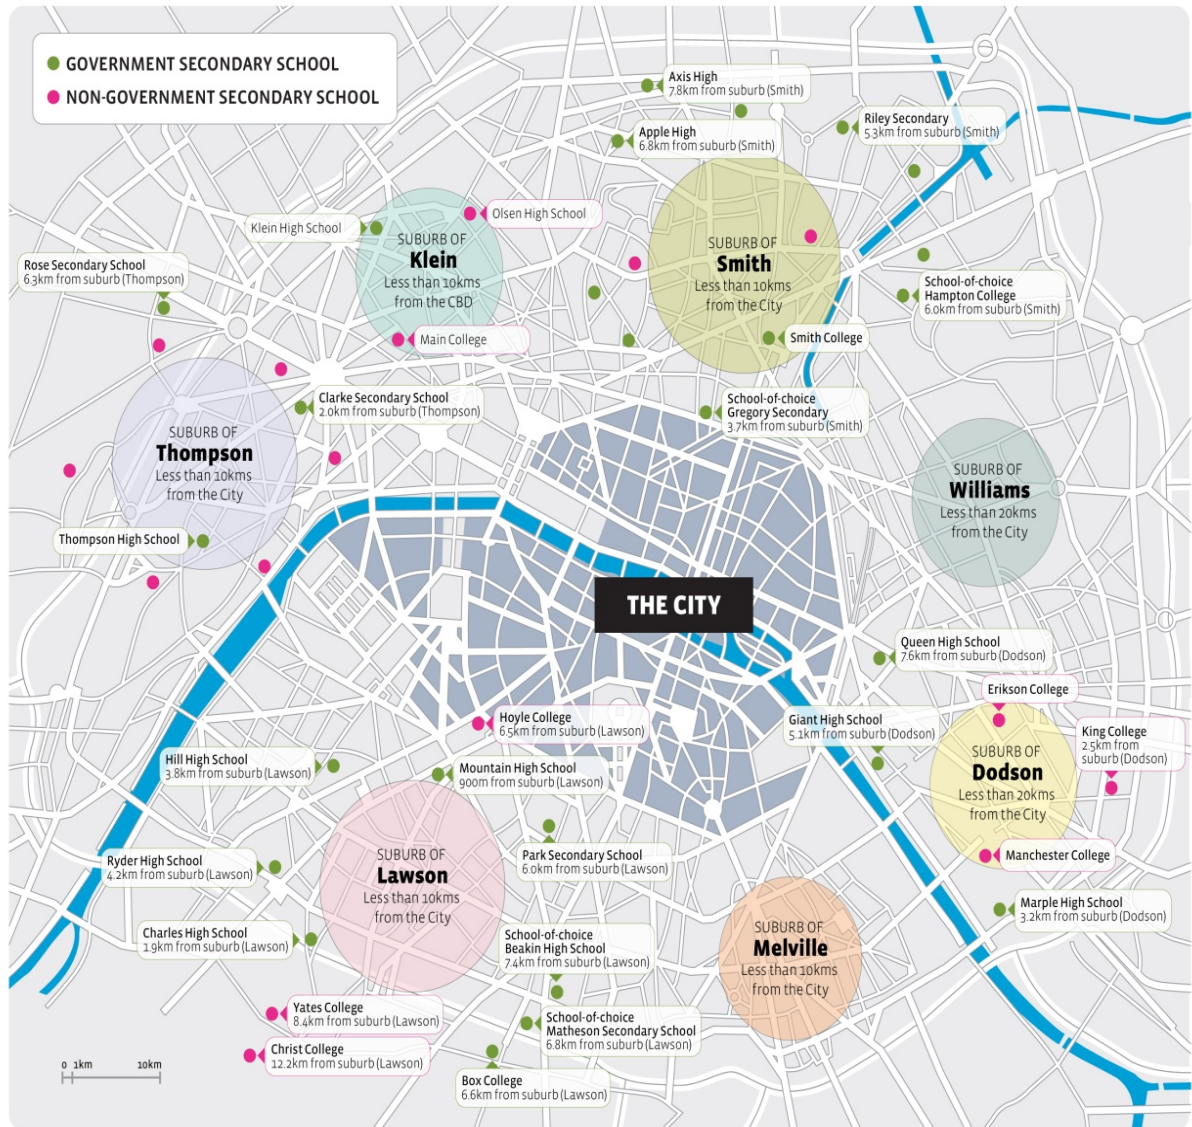 GOVERNMENT SECONDARY SCHOOL
NON-GOVERNMENT SECONDARY SCHOOL
Axis High
7.8km from suburb (Smith)
Apple High
6.8km from suburb (Smith)
Riley Secondary
5.3km from suburb (Smith)
Klein High School
Olsen High School
SUBURB OF
Klein
Less than 10kms
from the CBD
Main College
SUBURB OF
Smith
Less than 10kms
from the City
Smith College
Rose Secondary School
6.3km from suburb (Thompson)
School-of-choice
Hampton College
6.0km from suburb (Smith)
Clarke Secondary School
2.0km from suburb (Thompson)
School-of-choice
Gregory Secondary
3.7km from suburb (Smith)
SUBURB OF
Thompson
Less than 10kms
from the City
Thompson High School
SUBURB OF
Williams
Less than 20kms
from the City
THE CITY
Queen High School
7.6km from suburb (Dodson)
Erikson College
Giant High School
5.1km from suburb (Dodson)
King College
2.5km from
suburb (Dodson)
SUBURB OF
Dodson
Less than 20kms
from the City
Manchester College
Marple High School
3.2km from suburb (Dodson)
Hoyle College
6.5km from suburb (Lawson)
Hill High School
3.8km from suburb (Lawson)
Mountain High School
900m from suburb (Lawson)
Ryder High School
4.2km from suburb (Lawson)
SUBURB OF
Lawson
Less than 10kms
from the City
Park Secondary School
6.0km from suburb (Lawson)
Charles High School
1.9km from suburb (Lawson)
School-of-choice
Beakin High School
7.4km from suburb (Lawson)
SUBURB OF
Melville
Less than 10kms
from the City
Yates College
8.4km from suburb (Lawson)
School-of-choice
Matheson Secondary School
6.8km from suburb (Lawson)
Christ College
12.2km from suburb (Lawson)
Box College
6.6km from suburb (Lawson)
0 1km 10km